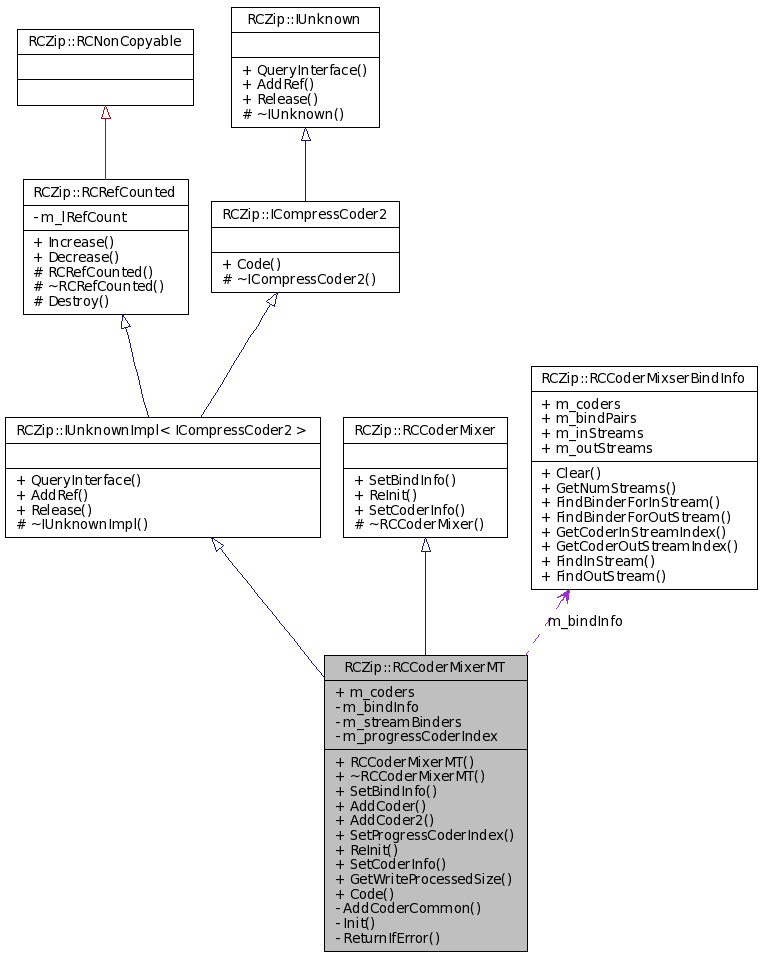 RCZip::RCNonCopyable
RCZip::IUnknown
+ QueryInterface()
+ AddRef()
+ Release()
# ~IUnknown()
RCZip::RCRefCounted
- m_lRefCount
+ Increase()
+ Decrease()
# RCRefCounted()
# ~RCRefCounted()
# Destroy()
RCZip::ICompressCoder2
+ Code()
# ~ICompressCoder2()
RCZip::IUnknownImpl< ICompressCoder2 >
+ QueryInterface()
+ AddRef()
+ Release()
# ~IUnknownImpl()
RCZip::RCCoderMixer
+ SetBindInfo()
+ ReInit()
+ SetCoderInfo()
# ~RCCoderMixer()
RCZip::RCCoderMixserBindInfo
+ m_coders
+ m_bindPairs
+ m_inStreams
+ m_outStreams
+ Clear()
+ GetNumStreams()
+ FindBinderForInStream()
+ FindBinderForOutStream()
+ GetCoderInStreamIndex()
+ GetCoderOutStreamIndex()
+ FindInStream()
+ FindOutStream()
m_bindInfo
RCZip::RCCoderMixerMT
+ m_coders
- m_bindInfo
- m_streamBinders
- m_progressCoderIndex
+ RCCoderMixerMT()
+ ~RCCoderMixerMT()
+ SetBindInfo()
+ AddCoder()
+ AddCoder2()
+ SetProgressCoderIndex()
+ ReInit()
+ SetCoderInfo()
+ GetWriteProcessedSize()
+ Code()
- AddCoderCommon()
- Init()
- ReturnIfError()